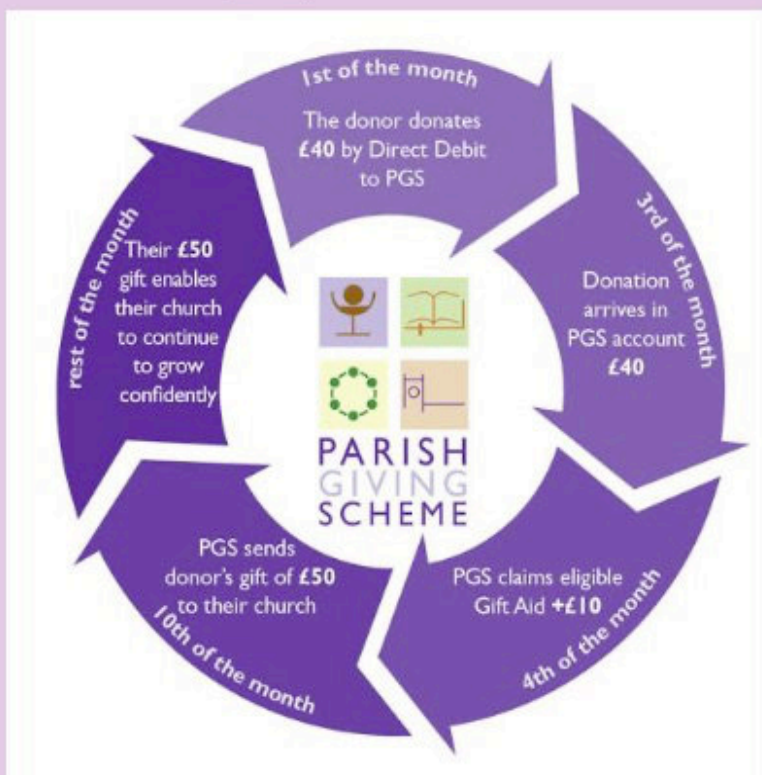 1st of the month
The donor donates
£40 by Direct Debit
to PGS
3rd of the month
Donation
arrives in
PGS account
£40
4th of the month
PGS claims eligible
Gift Aid +£10
10th of the month
PGS sends
donor's gift of £50
to their church
rest of the month
Their £50
gift enables
their church
to continue
to grow
confidently
PARISH
GIVING
SCHEME